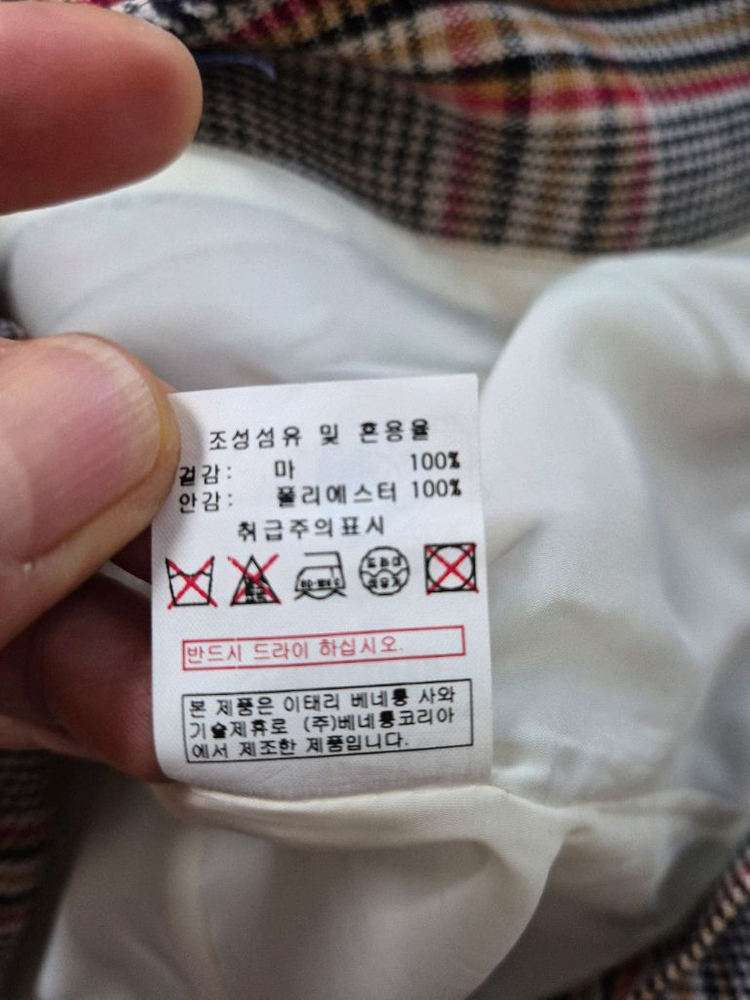 조성섬유 및 혼용율
겉감: 마 100%
안감: 폴리에스터 100%
취급주의표시
드라이
반드시 드라이 하십시오.
본 제품은 이태리 베네통 사와
기술제휴로 (주)베네통코리아
에서 제조한 제품입니다.